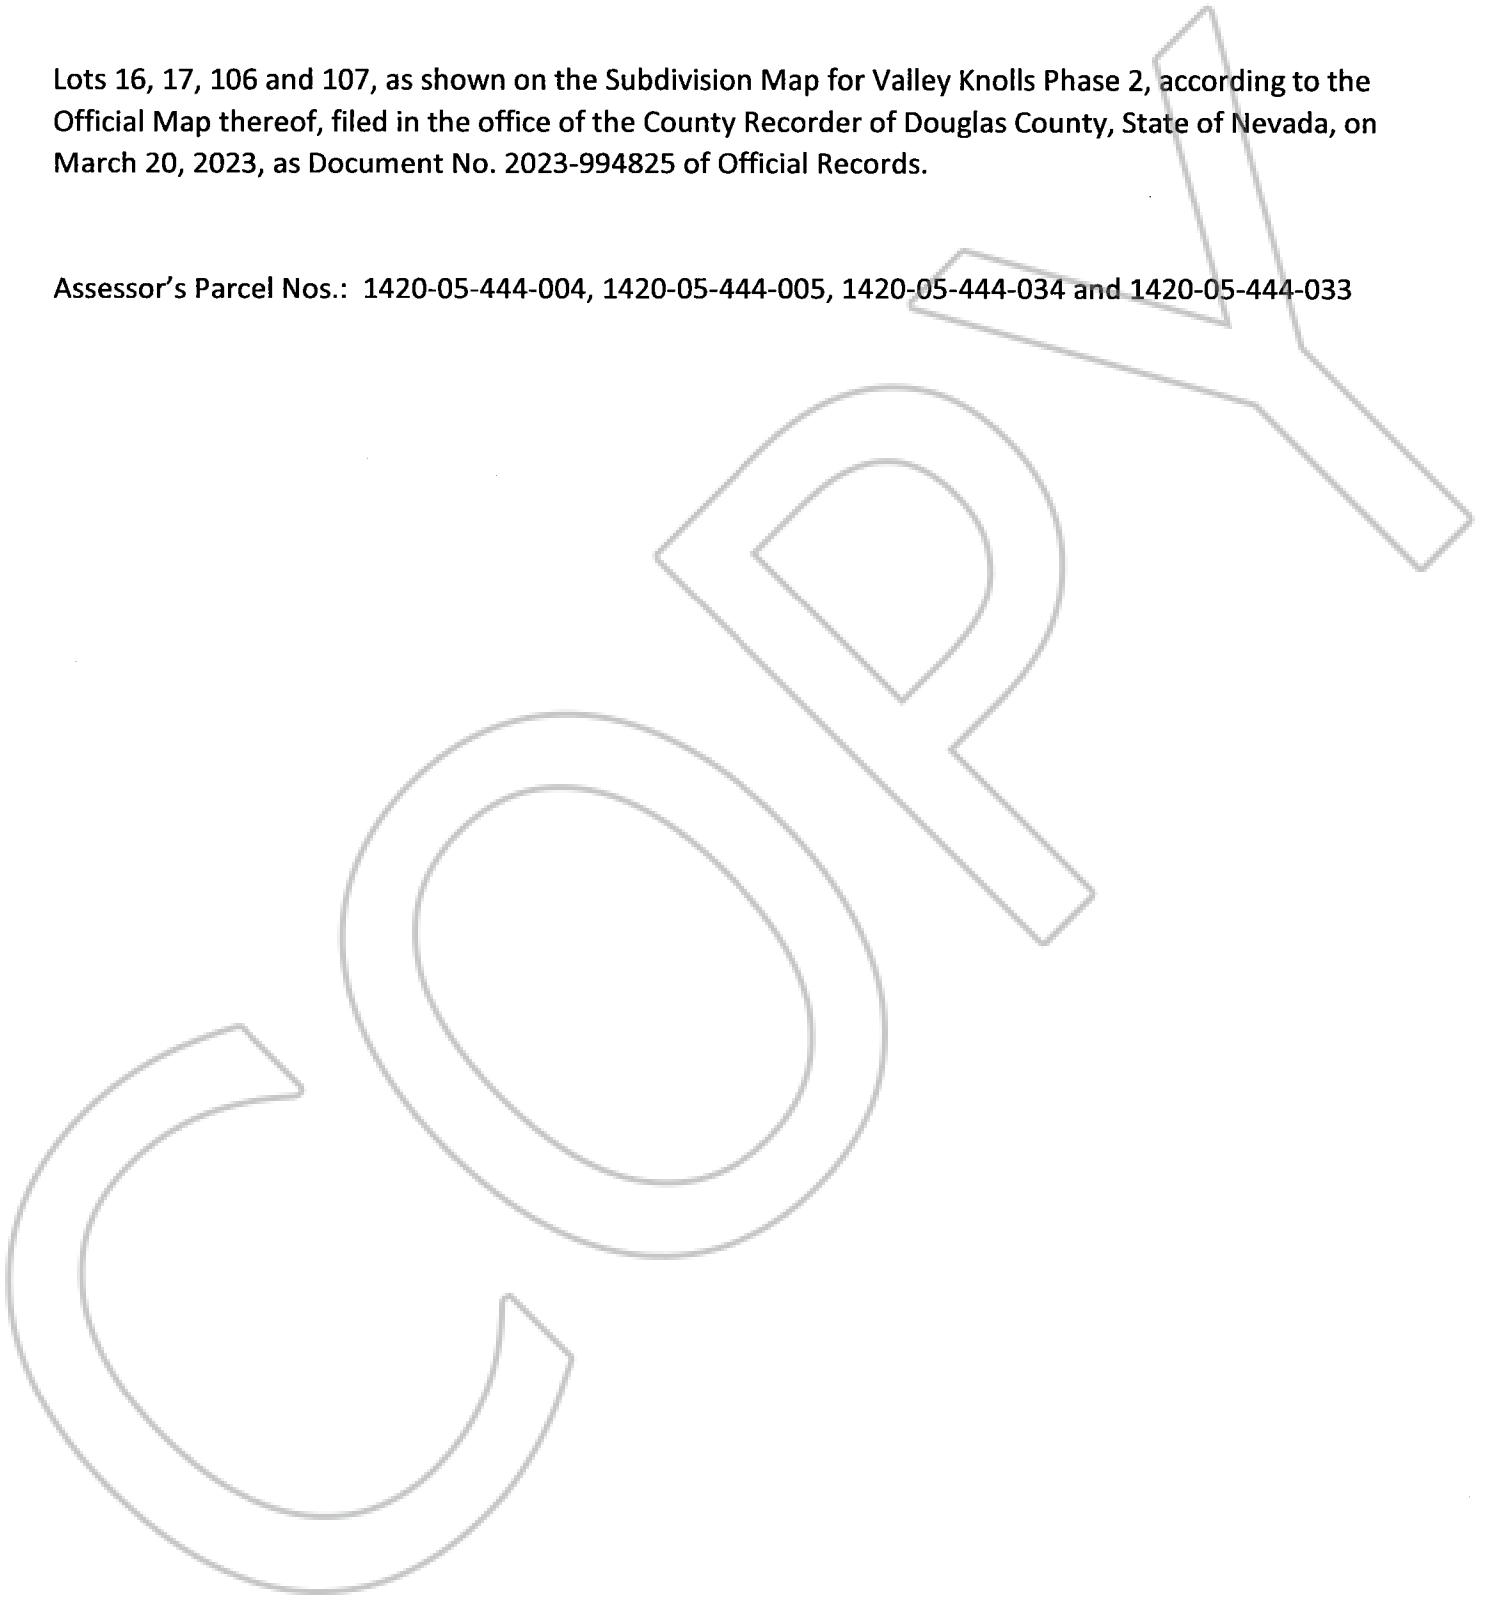 Lots 16, 17, 106 and 107, as shown on the Subdivision Map for Valley Knolls Phase 2, according to the
Official Map thereof, filed in the office of the County Recorder of Douglas County, State of Nevada, on
March 20, 2023, as Document No. 2023-994825 of Official Records.
Assessor's Parcel Nos.: 1420-05-444-004, 1420-05-444-005, 1420-05-444-034 and 1420-05-444-033
COPY